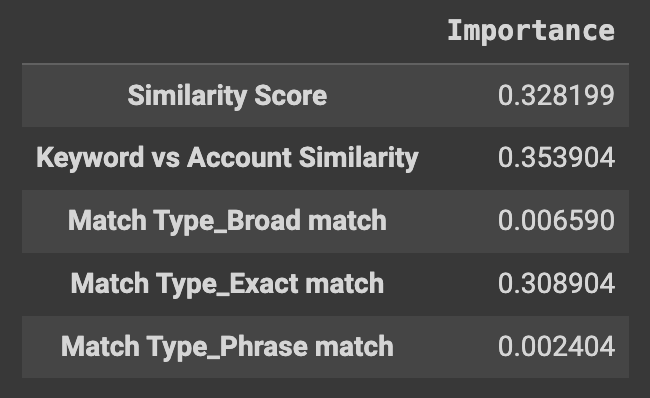 Importance
Similarity Score 0.328199
Keyword vs Account Similarity 0.353904
Match Type_Broad match 0.006590
Match Type_Exact match 0.308904
Match Type_Phrase match 0.002404